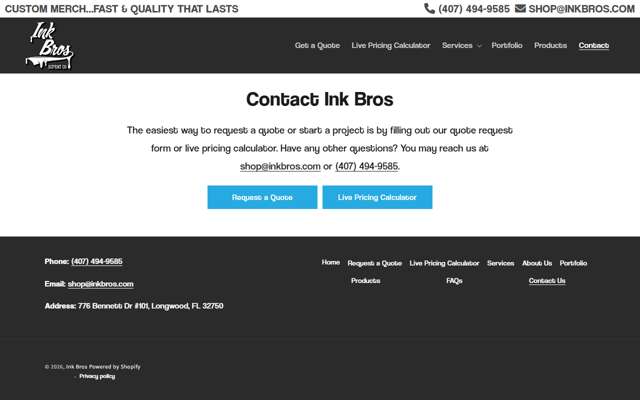 CUSTOM MERCH...FAST & QUALITY THAT LASTS
(407) 494-9585 SHOP@INKBROS.COM
Ink Bros
Get a Quote Live Pricing Calculator Services Portfolio Products Contact
Contact Ink Bros
The easiest way to request a quote or start a project is by filling out our quote request
form or live pricing calculator. Have any other questions? You may reach us at
shop@inkbros.com or (407) 494-9585.
Request a Quote Live Pricing Calculator
Phone: (407) 494-9585
Email: shop@inkbros.com
Address: 776 Bennett Dr #101, Longwood, FL 32750
Home Request a Quote Live Pricing Calculator Services About Us Portfolio
Products FAQs Contact Us
© 2026, Ink Bros Powered by Shopify
Privacy policy